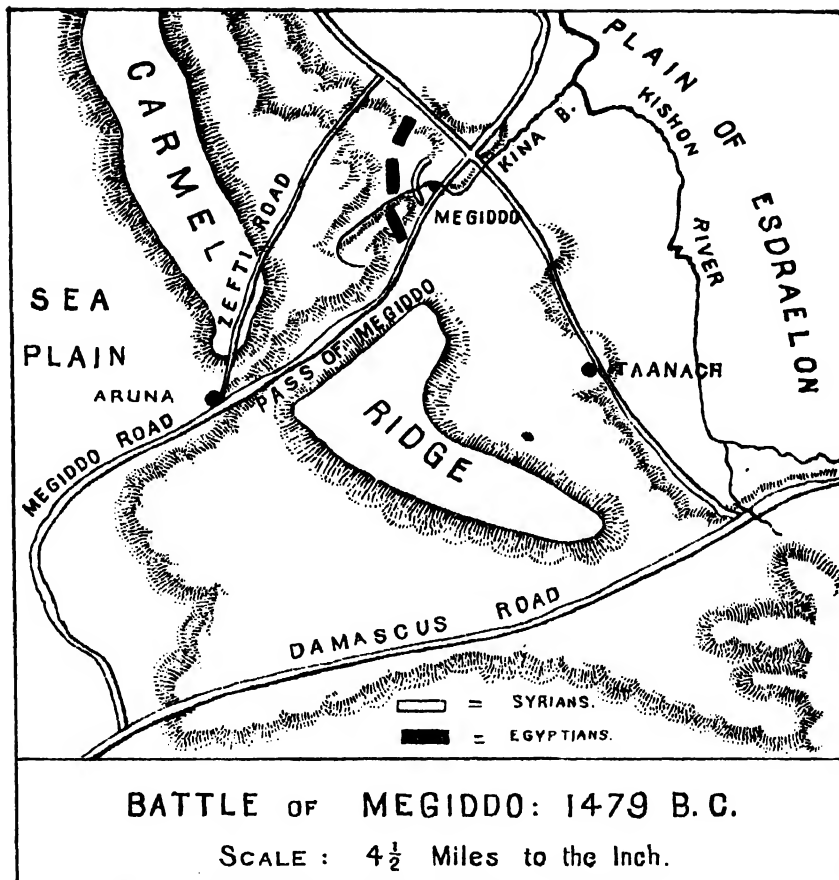 CARMEL
PLAIN OF
ESDRAELON
KISHON
RIVER
KINA B.
ZEFTI ROAD
MEGIDDO
SEA
PLAIN
ARUNA
PASS OF MEGIDDO
TAANACH
MEGIDDO ROAD
RIDGE
DAMASCUS ROAD
= SYRIANS.
= EGYPTIANS.
BATTLE OF MEGIDDO: 1479 B.C.
SCALE: 4½ Miles to the Inch.